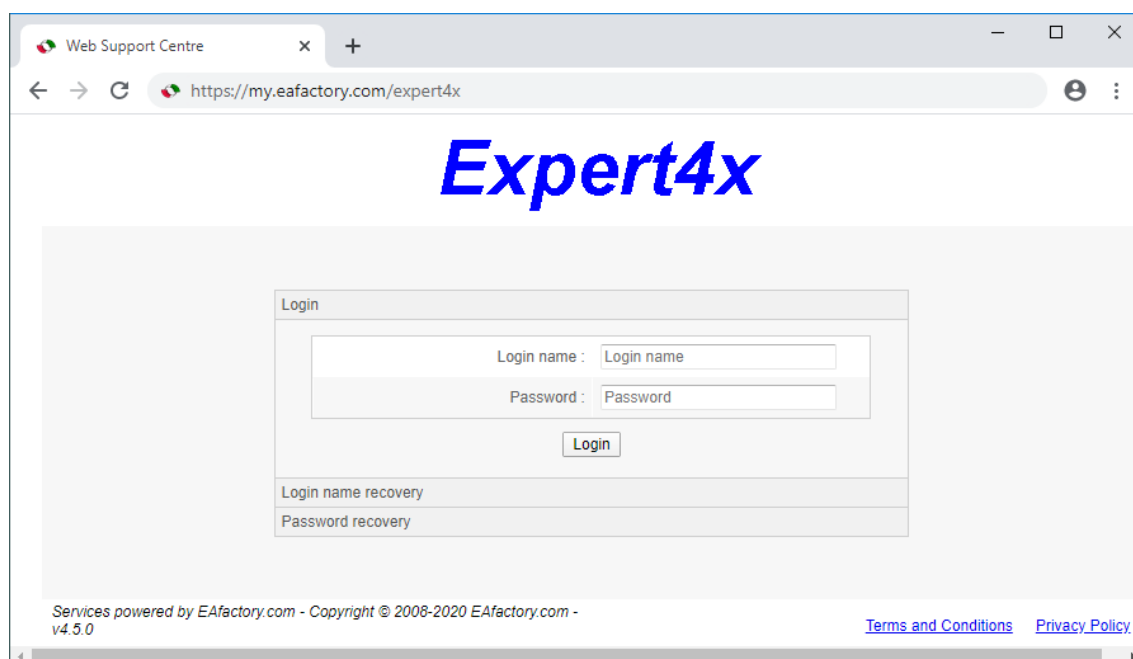 Web Support Centre
https://my.eafactory.com/expert4x
Expert4x
Login
Login name : Login name
Password : Password
Login
Login name recovery
Password recovery
Services powered by EAfactory.com - Copyright © 2008-2020 EAfactory.com -
v4.5.0
Terms and Conditions Privacy Policy